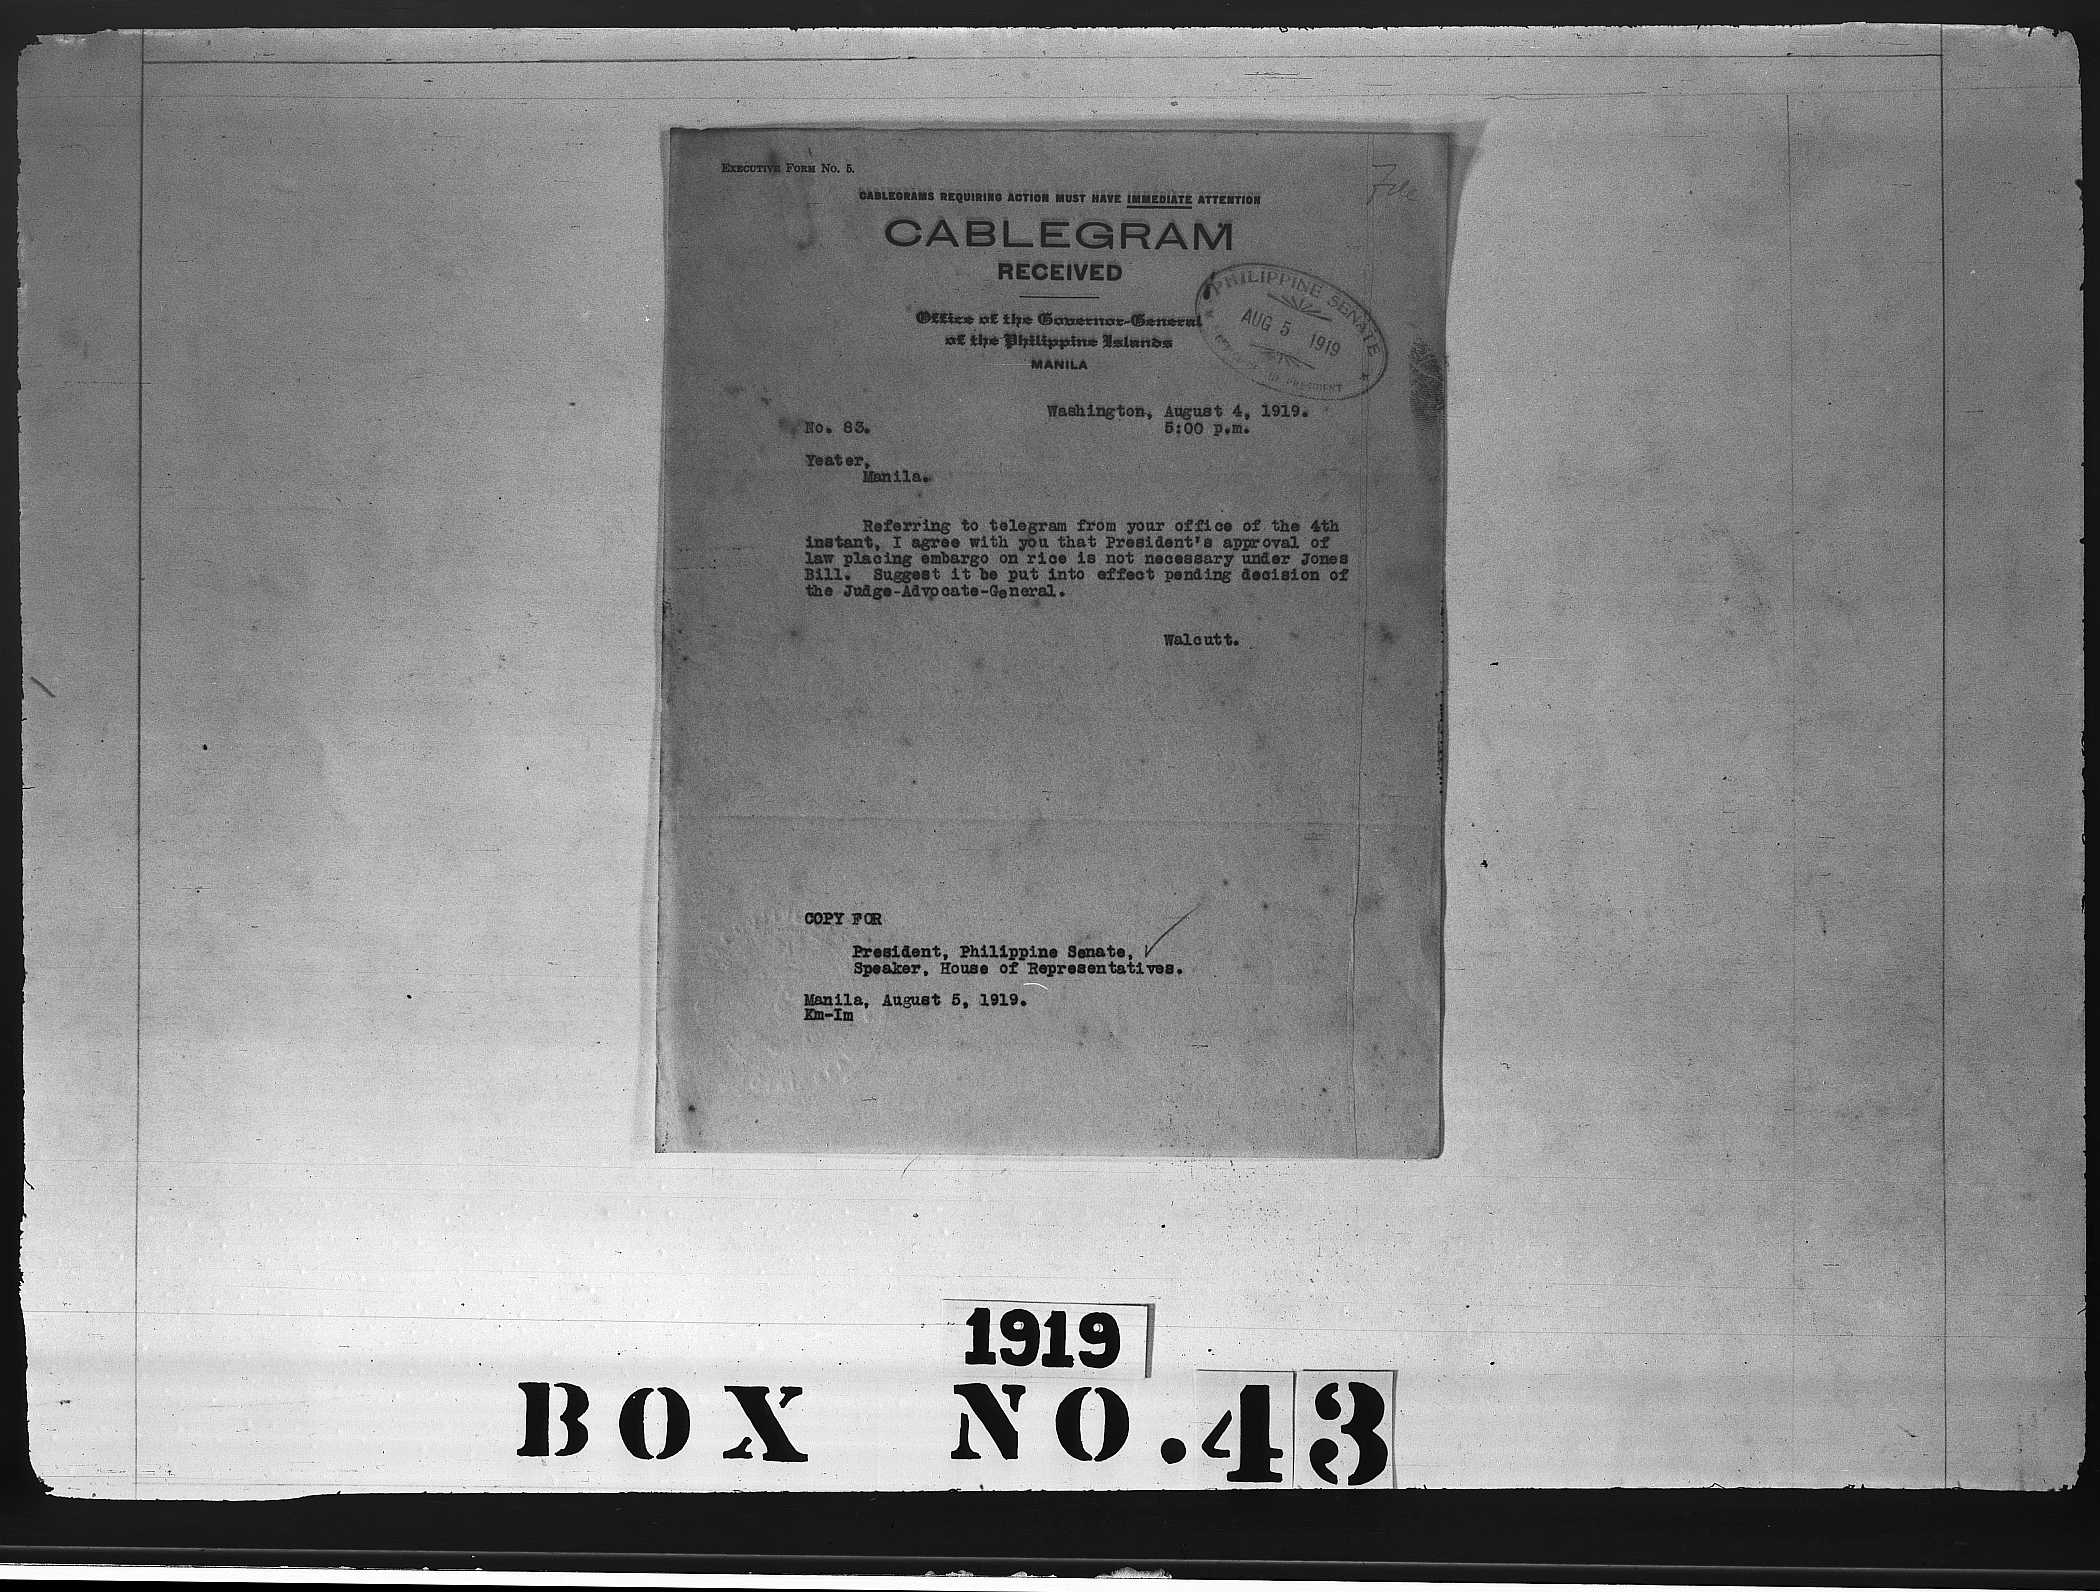 EXECUTIVE FORM NO. 5.
File
CABLEGRAMS REQUIRING ACTION MUST HAVE IMMEDIATE ATTENTION
CABLEGRAM
RECEIVED
Office of the Governor-General
of the Philippine Islands
MANILA
PHILIPPINE SENATE
AUG 5 1919
OFFICE OF THE PRESIDENT
Washington, August 4, 1919.
No. 83. 5:00 p.m.
Yeater,
Manila.
Referring to telegram from your office of the 4th
instant, I agree with you that President's approval of
law placing embargo on rice is not necessary under Jones
Bill. Suggest it be put into effect pending decision of
the Judge-Advocate-General.
Walcutt.
COPY FOR
President, Philippine Senate,
Speaker, House of Representatives.
Manila, August 5, 1919.
Km-Im
1919
BOX NO. 43